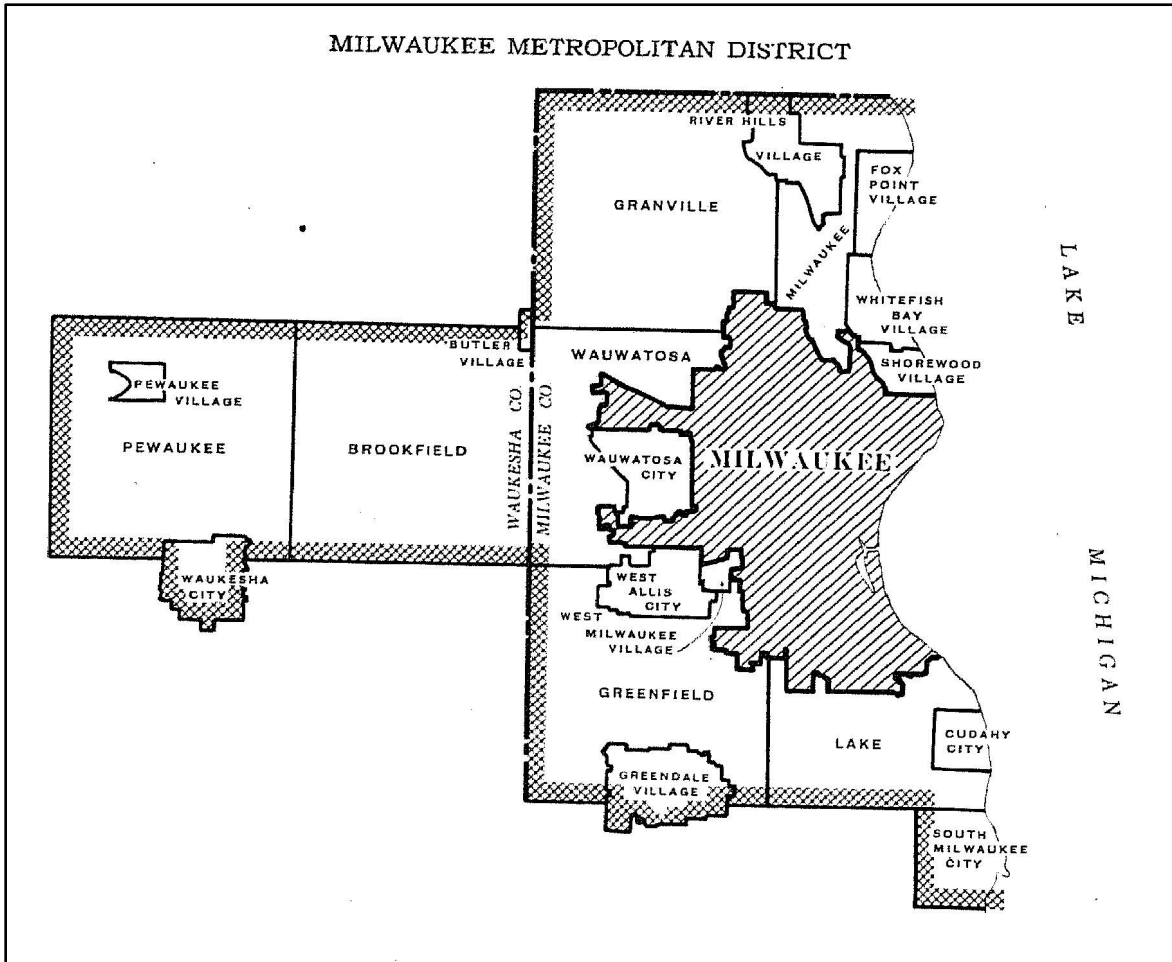 MILWAUKEE METROPOLITAN DISTRICT
RIVER HILLS
VILLAGE
FOX
POINT
VILLAGE
GRANVILLE
MILWAUKEE
LAKE
WHITEFISH
BAY
VILLAGE
SHOREWOOD
VILLAGE
BUTLER
VILLAGE
WAUWATOSA
PEWAUKEE
VILLAGE
PEWAUKEE
BROOKFIELD
WAUKESHA CO.
MILWAUKEE CO.
WAUWATOSA
CITY
MILWAUKEE
WAUKESHA
CITY
WEST
ALLIS
CITY
WEST
MILWAUKEE
VILLAGE
MICHIGAN
GREENFIELD
LAKE
CUDAHY
CITY
GREENDALE
VILLAGE
SOUTH
MILWAUKEE
CITY